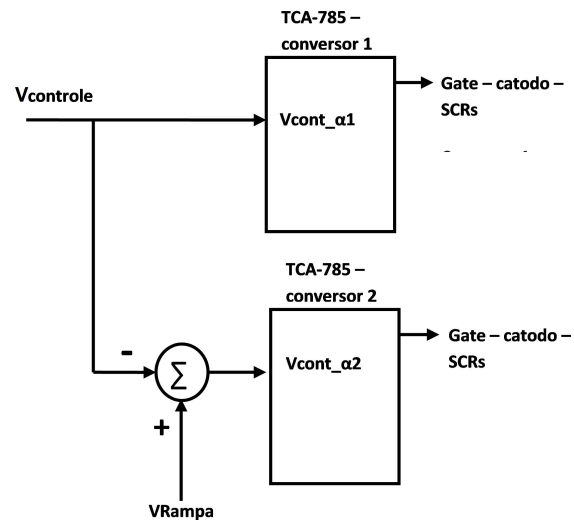 TCA-785 –
conversor 1
Vcontrole
Gate – catodo –
SCRs
Vcont_α1
TCA-785 –
conversor 2
Gate – catodo –
SCRs
Vcont_α2
-
Σ
+
VRampa